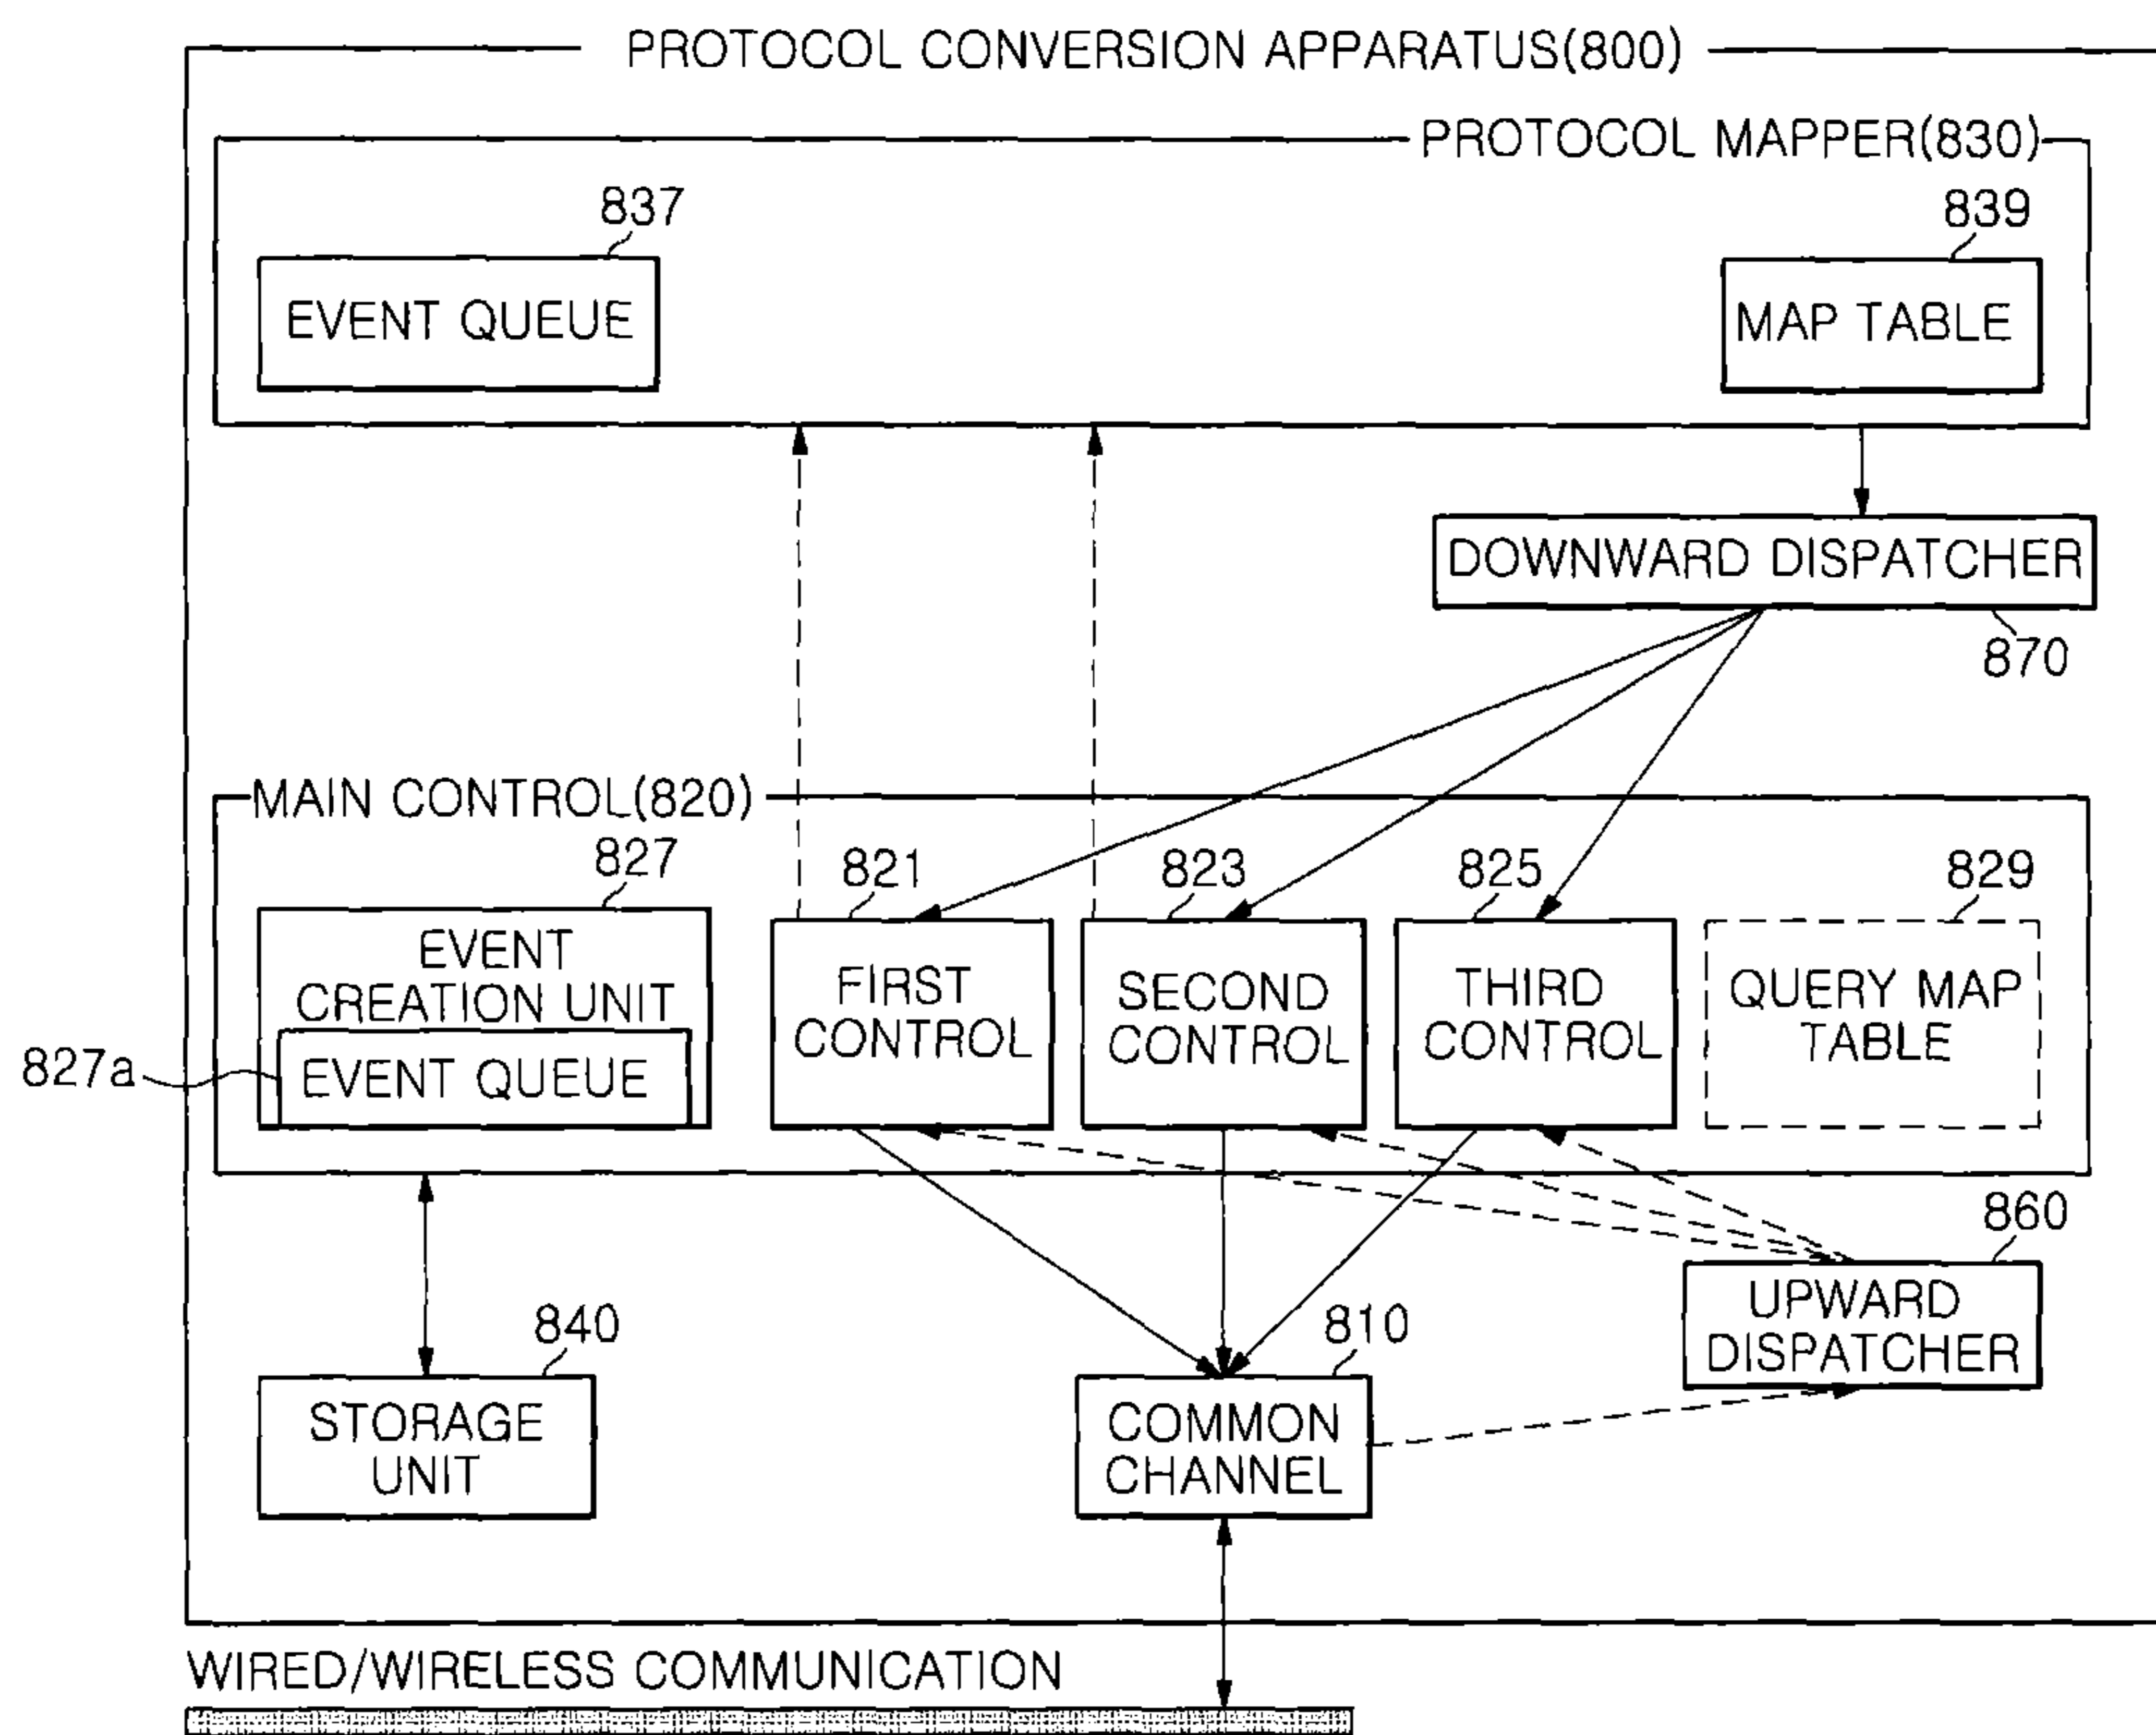 PROTOCOL CONVERSION APPARATUS(800)
PROTOCOL MAPPER(830)
837
839
EVENT QUEUE
MAP TABLE
DOWNWARD DISPATCHER
870
MAIN CONTROL(820)
827
821
823
825
829
EVENT
CREATION UNIT
827a
EVENT QUEUE
FIRST
CONTROL
SECOND
CONTROL
THIRD
CONTROL
QUERY MAP
TABLE
860
UPWARD
DISPATCHER
840
810
STORAGE
UNIT
COMMON
CHANNEL
WIRED/WIRELESS COMMUNICATION